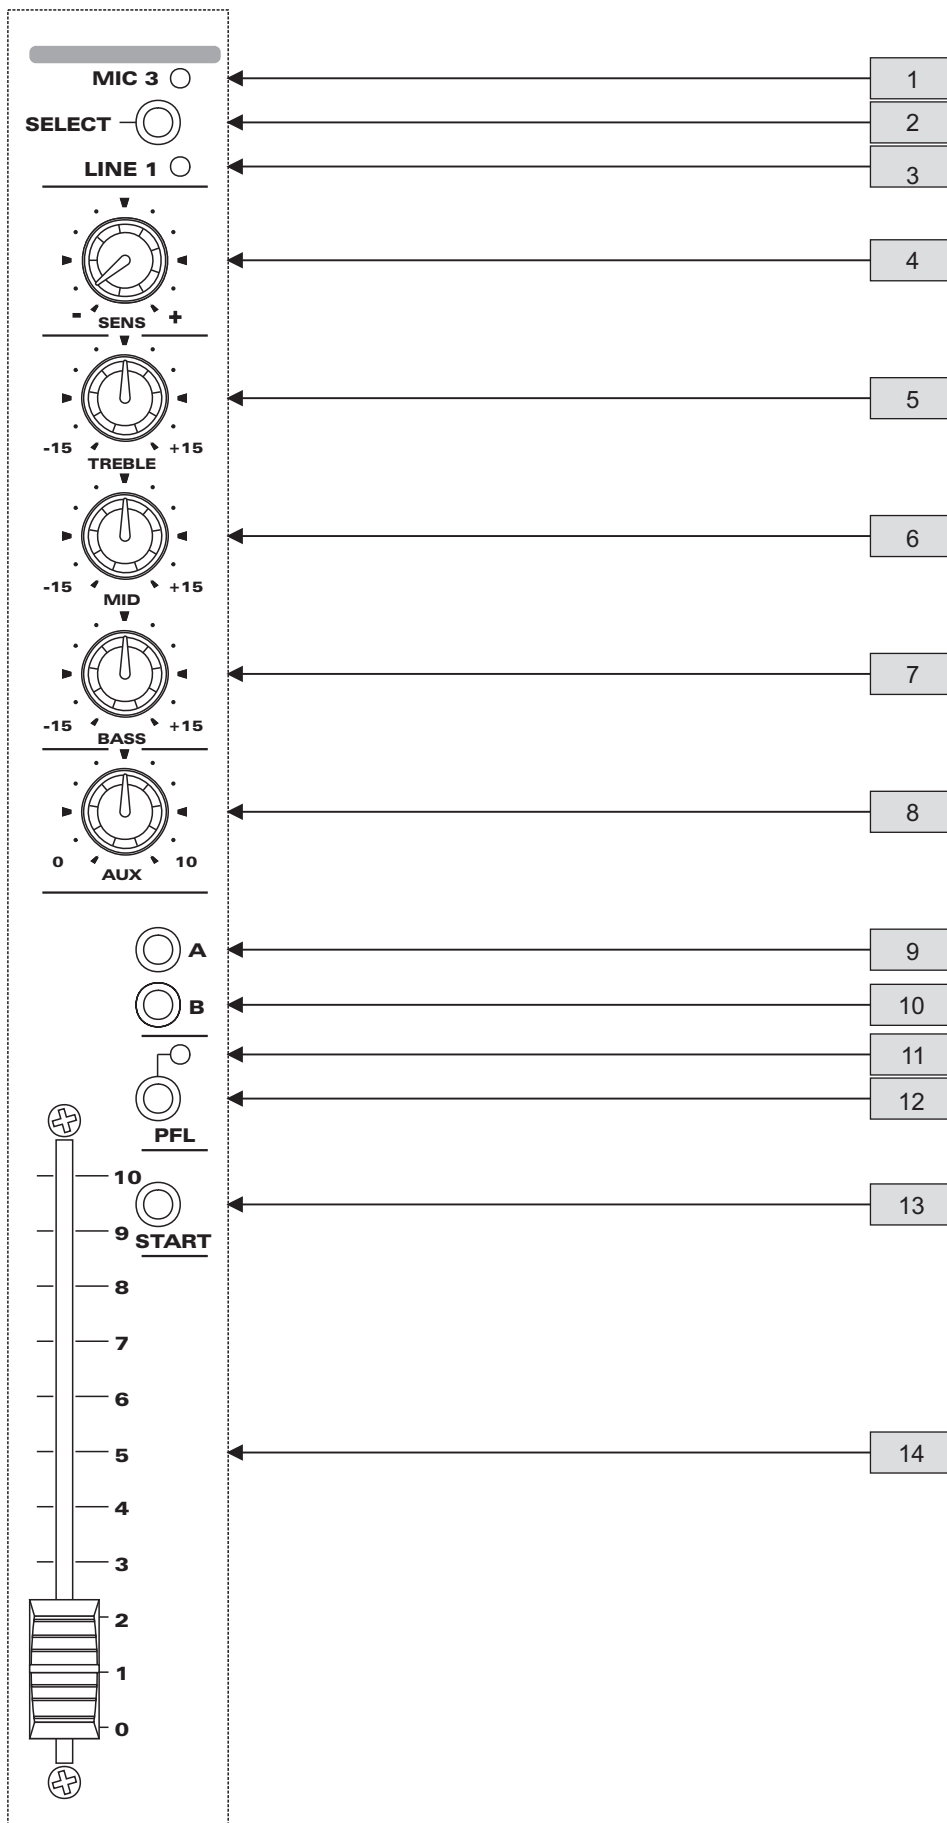 MIC 3 1
SELECT 2
LINE 1 3
4
- SENS +
5
-15 +15
TREBLE
6
-15 +15
MID
7
-15 +15
BASS
8
0 10
AUX
A 9
B 10
11
12
PFL
10
13
9 START
8
7
6
5 14
4
3
2
1
0